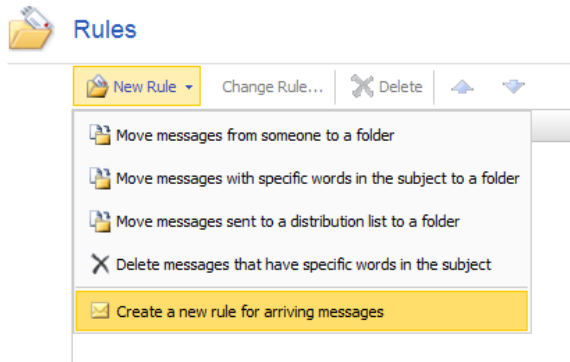 Rules
New Rule Change Rule... Delete
Move messages from someone to a folder
Move messages with specific words in the subject to a folder
Move messages sent to a distribution list to a folder
Delete messages that have specific words in the subject
Create a new rule for arriving messages